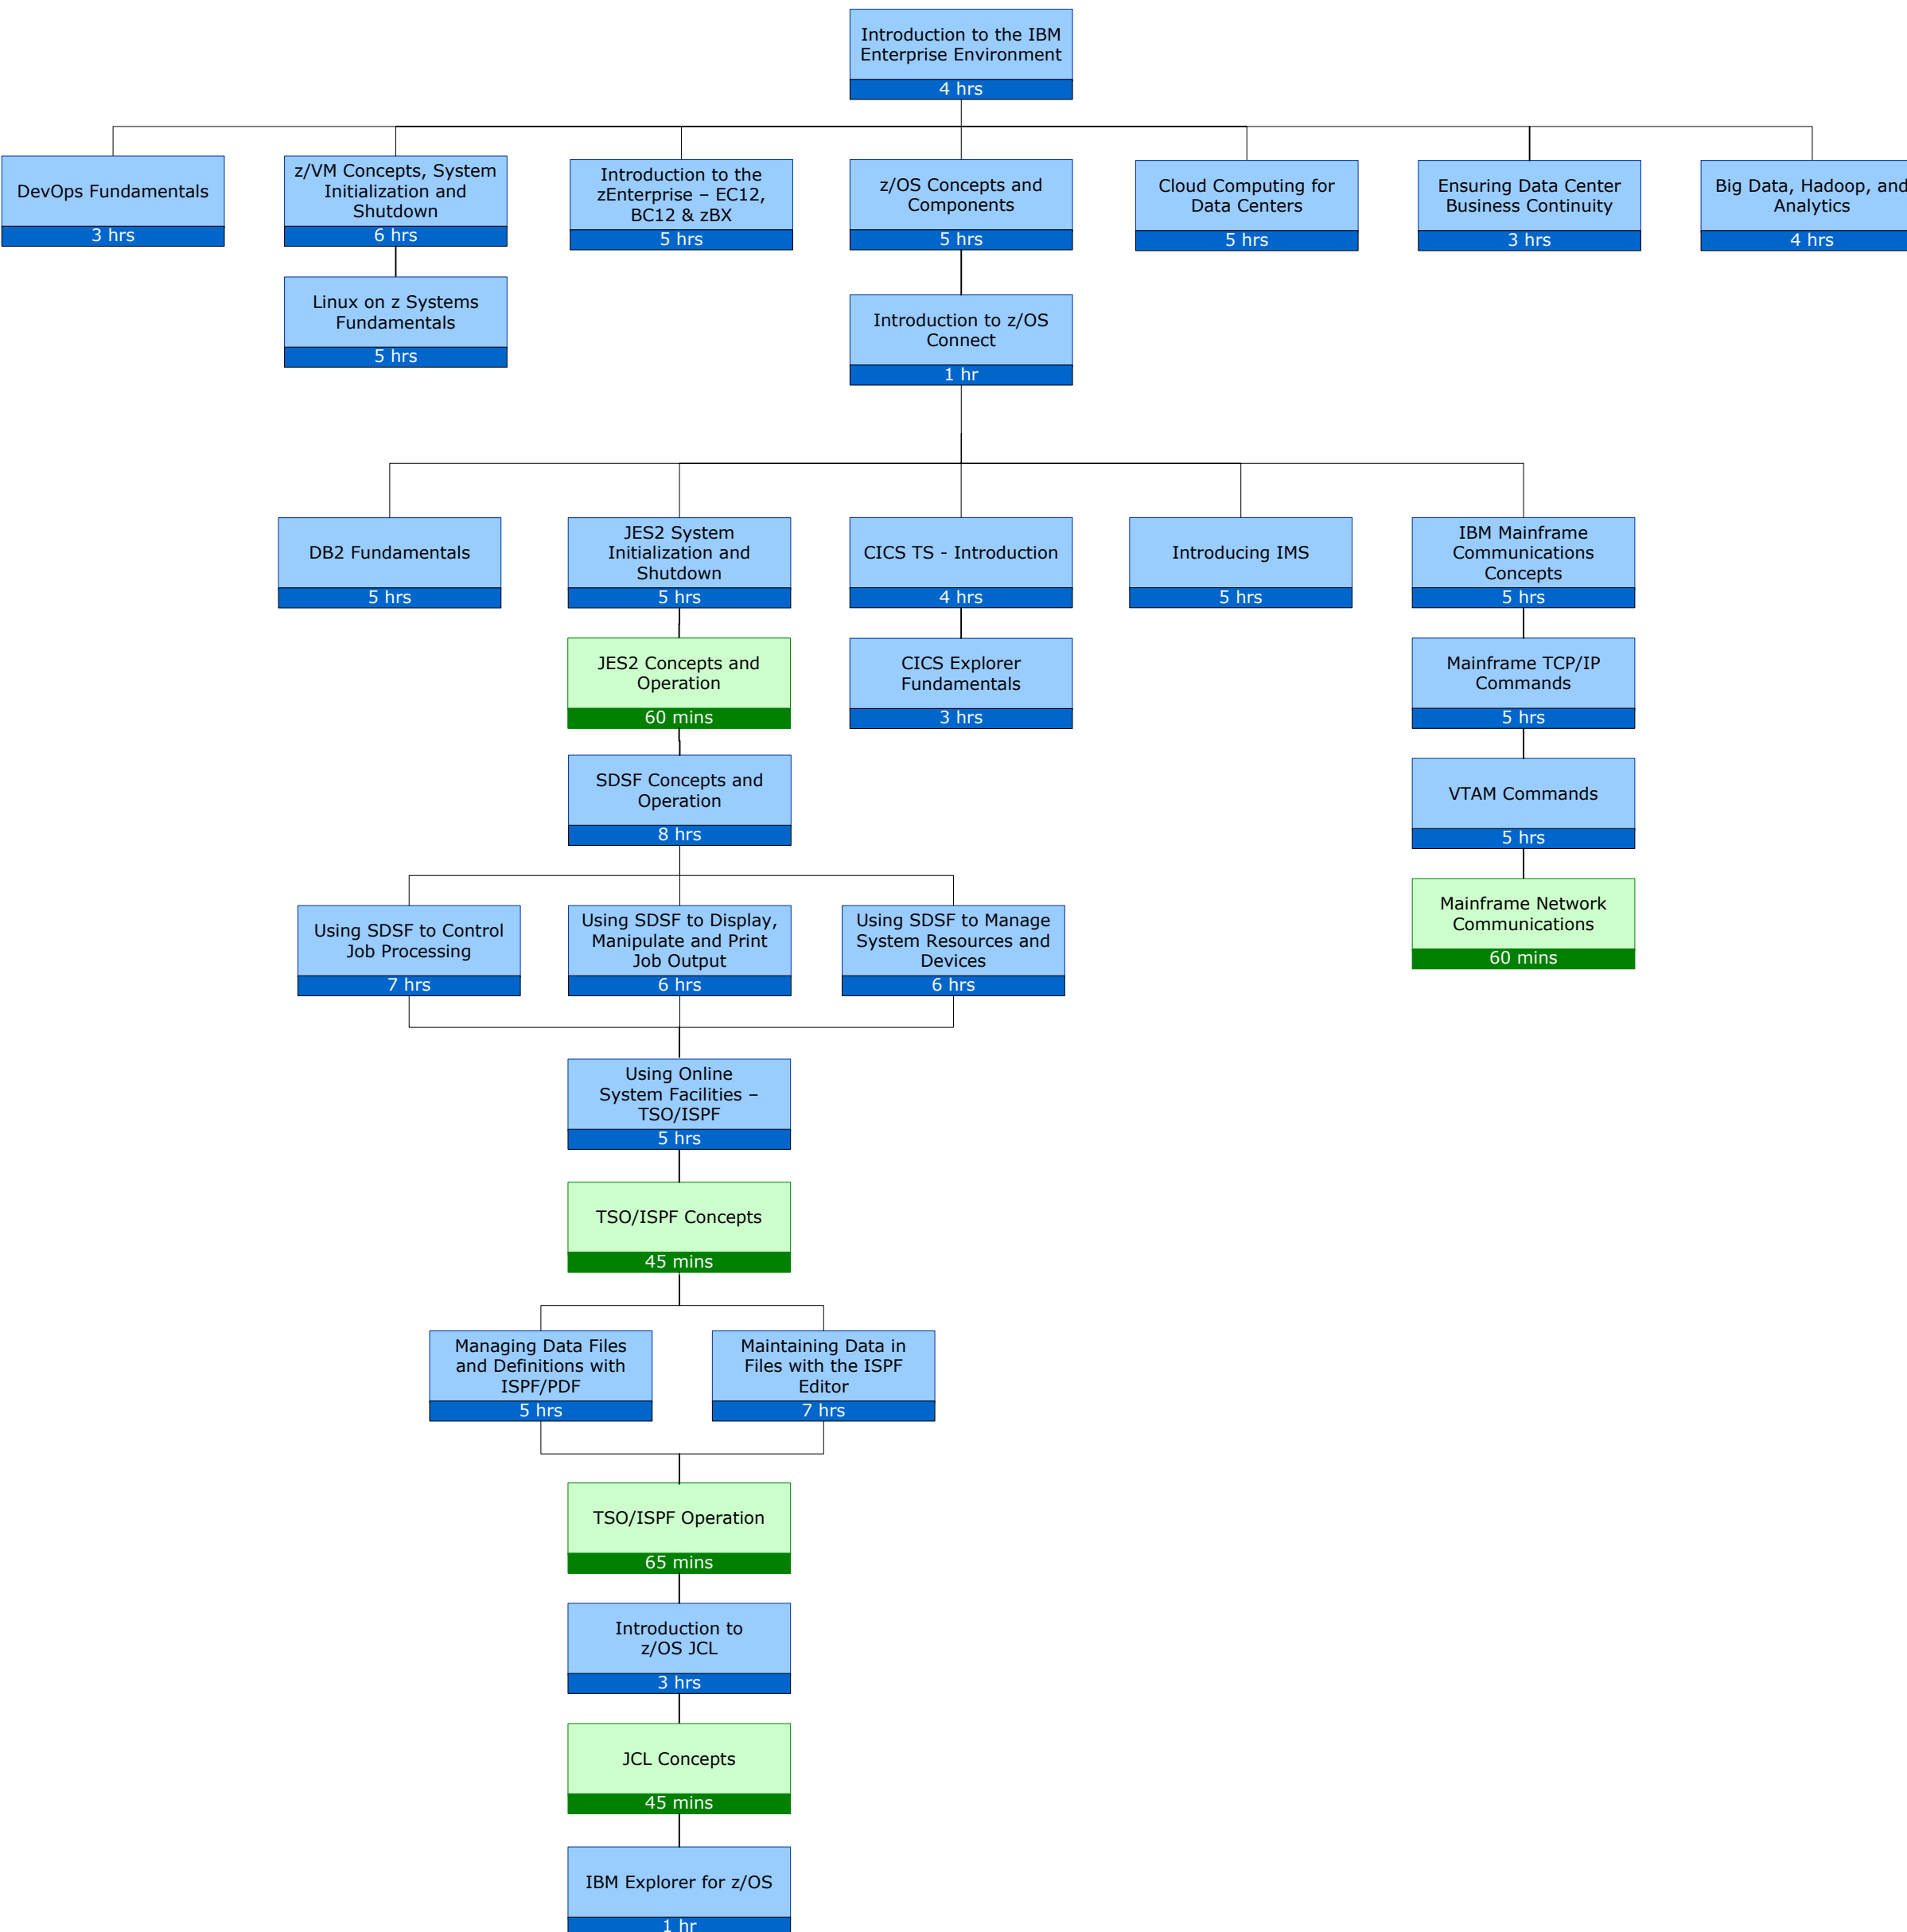 Introduction to the IBM
Enterprise Environment
4 hrs
DevOps Fundamentals
3 hrs
z/VM Concepts, System
Initialization and
Shutdown
6 hrs
Introduction to the
zEnterprise – EC12,
BC12 & zBX
5 hrs
z/OS Concepts and
Components
5 hrs
Cloud Computing for
Data Centers
5 hrs
Ensuring Data Center
Business Continuity
3 hrs
Big Data, Hadoop, and
Analytics
4 hrs
Linux on z Systems
Fundamentals
5 hrs
Introduction to z/OS
Connect
1 hr
DB2 Fundamentals
5 hrs
JES2 System
Initialization and
Shutdown
5 hrs
CICS TS - Introduction
4 hrs
Introducing IMS
5 hrs
IBM Mainframe
Communications
Concepts
5 hrs
JES2 Concepts and
Operation
60 mins
CICS Explorer
Fundamentals
3 hrs
Mainframe TCP/IP
Commands
5 hrs
SDSF Concepts and
Operation
8 hrs
VTAM Commands
5 hrs
Using SDSF to Control
Job Processing
7 hrs
Using SDSF to Display,
Manipulate and Print
Job Output
6 hrs
Using SDSF to Manage
System Resources and
Devices
6 hrs
Mainframe Network
Communications
60 mins
Using Online
System Facilities –
TSO/ISPF
5 hrs
TSO/ISPF Concepts
45 mins
Managing Data Files
and Definitions with
ISPF/PDF
5 hrs
Maintaining Data in
Files with the ISPF
Editor
7 hrs
TSO/ISPF Operation
65 mins
Introduction to
z/OS JCL
3 hrs
JCL Concepts
45 mins
IBM Explorer for z/OS
1 hr